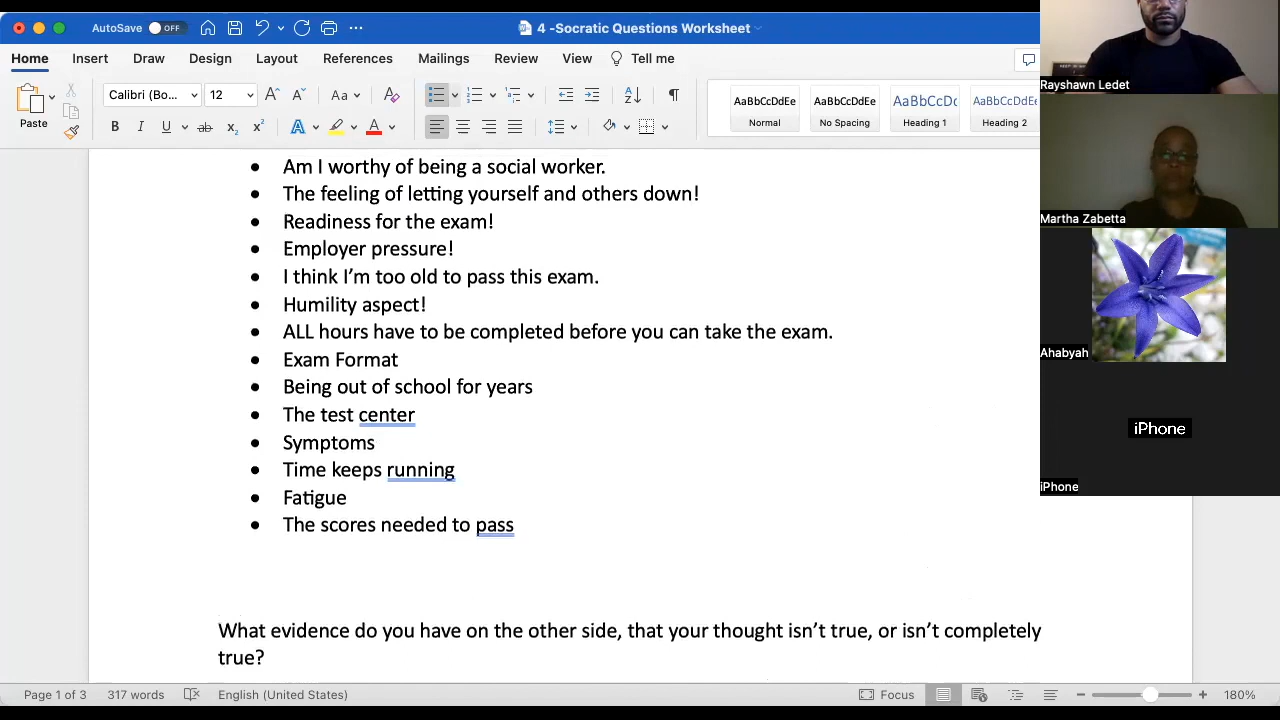 AutoSave OFF
4 -Socratic Questions Worksheet
Home Insert Draw Design Layout References Mailings Review View Tell me
Paste
Calibri (Bo... 12
AaBbCcDdEe AaBbCcDdEe AaBbCcDc AaBbCcDdEe
Normal No Spacing Heading 1 Heading 2
Rayshawn Ledet
Martha Zabetta
Ahabyah
iPhone
iPhone
• Am I worthy of being a social worker.
• The feeling of letting yourself and others down!
• Readiness for the exam!
• Employer pressure!
• I think I’m too old to pass this exam.
• Humility aspect!
• ALL hours have to be completed before you can take the exam.
• Exam Format
• Being out of school for years
• The test center
• Symptoms
• Time keeps running
• Fatigue
• The scores needed to pass
What evidence do you have on the other side, that your thought isn’t true, or isn’t completely
true?
Page 1 of 3 317 words English (United States) Focus 180%